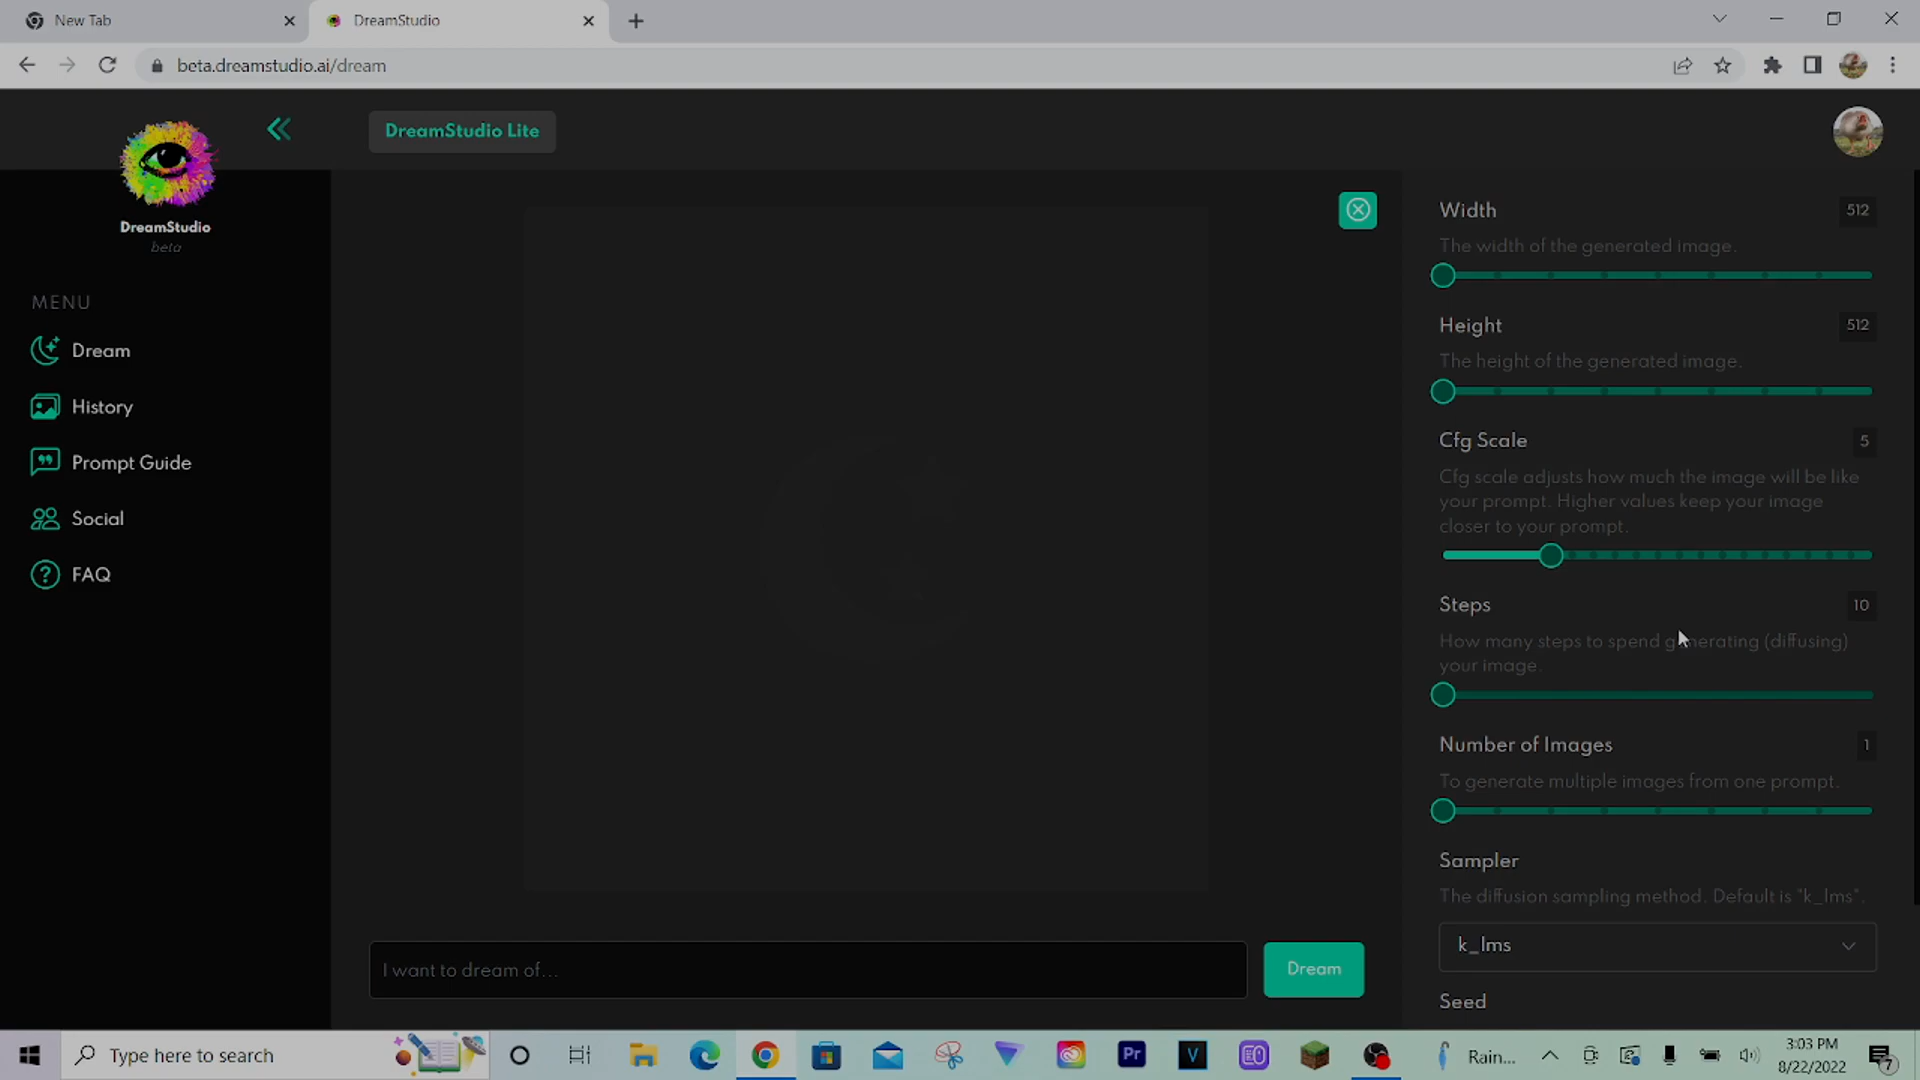 New Tab
DreamStudio
beta.dreamstudio.ai/dream
DreamStudio Lite
DreamStudio
beta
MENU
Dream
History
Prompt Guide
Social
FAQ
I want to dream of...
Dream
Width
512
The width of the generated image.
Height
512
The height of the generated image.
Cfg Scale
5
Cfg scale adjusts how much the image will be like
your prompt. Higher values keep your image
closer to your prompt.
Steps
10
How many steps to spend generating (diffusing)
your image.
Number of Images
1
To generate multiple images from one prompt.
Sampler
The diffusion sampling method. Default is "k_lms".
k_lms
Seed
Type here to search
Pr
V
Rain...
3:03 PM
8/22/2022
7